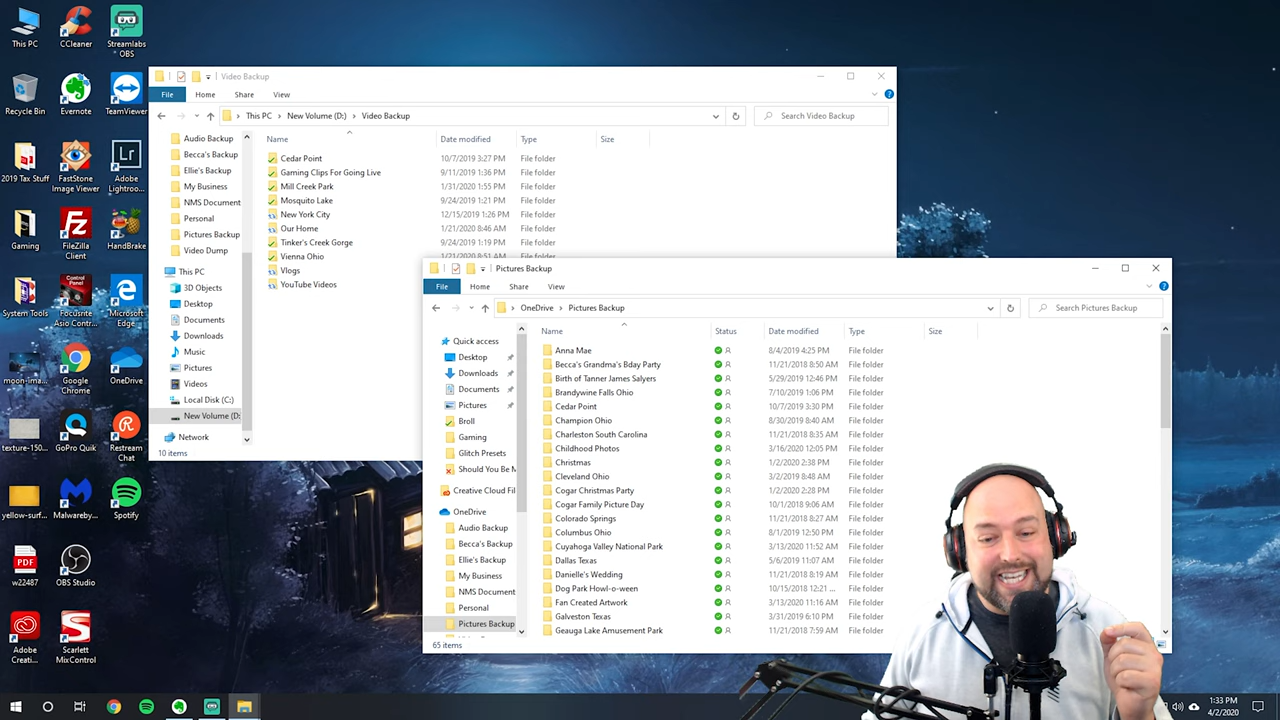 This PC
CCleaner
Streamlabs
OBS
Recycle Bin
Evernote
TeamViewer
2019 Tax Stuff
FastStone
Image Viewer
Adobe
Lightroo...
Gaming
FileZilla
Client
HandBrake
System Tools
Focusrite
Asio Contr...
Microsoft
Edge
moon-ima...
Google
Chrome
OneDrive
text-150...
GoPro Quik
Restream
Chat
yellow-surf...
Malwareby...
Spotify
w22487
OBS Studio
Adobe
Creati...
Scarlett
MixControl
Video Backup
File Home Share View
This PC > New Volume (D:) > Video Backup
Search Video Backup
Audio Backup
Becca's Backup
Ellie's Backup
My Business
NMS Document
Personal
Pictures Backup
Video Dump
This PC
3D Objects
Desktop
Documents
Downloads
Music
Pictures
Videos
Local Disk (C:)
New Volume (D:
Network
Name Date modified Type Size
Cedar Point 10/7/2019 3:27 PM File folder
Gaming Clips For Going Live 9/11/2019 1:36 PM File folder
Mill Creek Park 1/31/2020 1:55 PM File folder
Mosquito Lake 9/24/2019 1:21 PM File folder
New York City 12/15/2019 1:26 PM File folder
Our Home 1/21/2020 8:46 AM File folder
Tinker's Creek Gorge 9/24/2019 1:19 PM File folder
Vienna Ohio 1/21/2020 8:51 AM File folder
Vlogs
YouTube Videos
10 items
Pictures Backup
File Home Share View
OneDrive > Pictures Backup
Search Pictures Backup
Quick access
Desktop
Downloads
Documents
Pictures
Broll
Gaming
Glitch Presets
Should You Be M
Creative Cloud Fil
OneDrive
Audio Backup
Becca's Backup
Ellie's Backup
My Business
NMS Document
Personal
Pictures Backup
Name Status Date modified Type Size
Anna Mae 8/4/2019 4:25 PM File folder
Becca's Grandma's Bday Party 11/21/2018 8:50 AM File folder
Birth of Tanner James Salyers 5/29/2019 12:46 PM File folder
Brandywine Falls Ohio 7/10/2019 1:06 PM File folder
Cedar Point 10/7/2019 3:30 PM File folder
Champion Ohio 8/30/2019 8:40 AM File folder
Charleston South Carolina 11/21/2018 8:35 AM File folder
Childhood Photos 3/16/2020 12:05 PM File folder
Christmas 1/2/2020 2:38 PM File folder
Cleveland Ohio 3/2/2019 8:48 AM File folder
Cogar Christmas Party 1/2/2020 2:28 PM File folder
Cogar Family Picture Day 10/1/2018 9:06 AM File folder
Colorado Springs 11/21/2018 8:27 AM File folder
Columbus Ohio 8/1/2019 12:50 PM File folder
Cuyahoga Valley National Park 3/13/2020 11:52 AM File folder
Dallas Texas 5/6/2019 11:07 AM File folder
Danielle's Wedding 11/21/2018 8:19 AM File folder
Dog Park Howl-o-ween 10/15/2018 12:21 ... File folder
Fan Created Artwork 3/13/2020 11:16 AM File folder
Galveston Texas 3/31/2019 6:10 PM File folder
Geauga Lake Amusement Park 11/21/2018 7:59 AM File folder
65 items
1:33 PM
4/2/2020